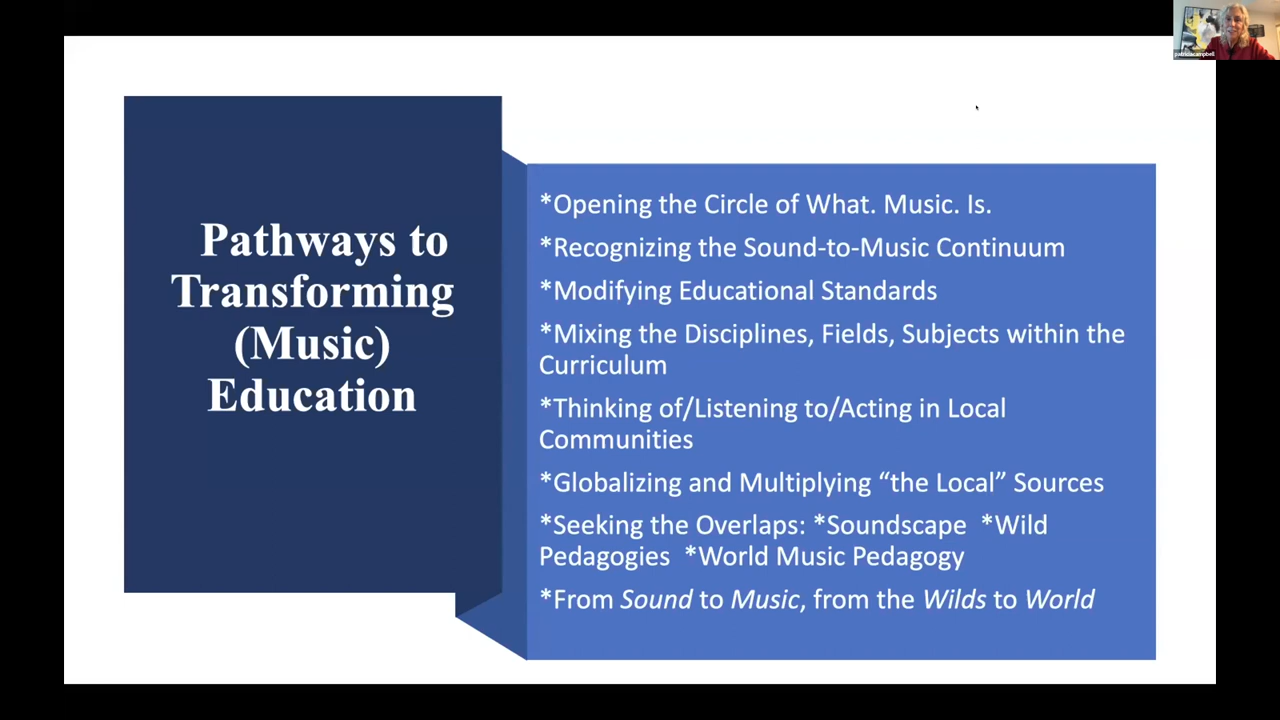 patriciacampbell
Pathways to
Transforming
(Music)
Education
*Opening the Circle of What. Music. Is.
*Recognizing the Sound-to-Music Continuum
*Modifying Educational Standards
*Mixing the Disciplines, Fields, Subjects within the
Curriculum
*Thinking of/Listening to/Acting in Local
Communities
*Globalizing and Multiplying “the Local” Sources
*Seeking the Overlaps: *Soundscape *Wild
Pedagogies *World Music Pedagogy
*From Sound to Music, from the Wilds to World